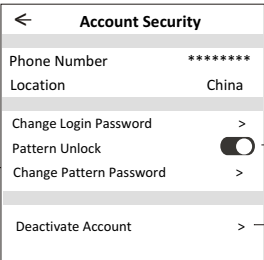 Account Security
Phone Number ********
Location China
Change Login Password >
Pattern Unlock
Change Pattern Password >
Deactivate Account >